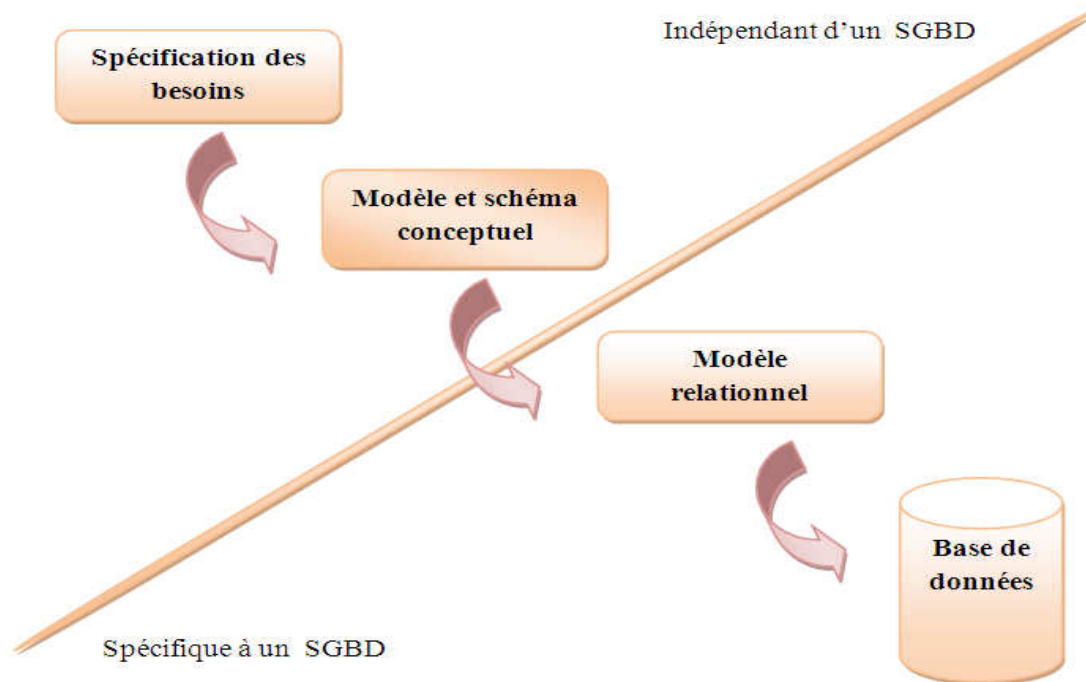 Indépendant d'un SGBD
Spécification des
besoins
Modèle et schéma
conceptuel
Modèle
relationnel
Base de
données
Spécifique à un SGBD